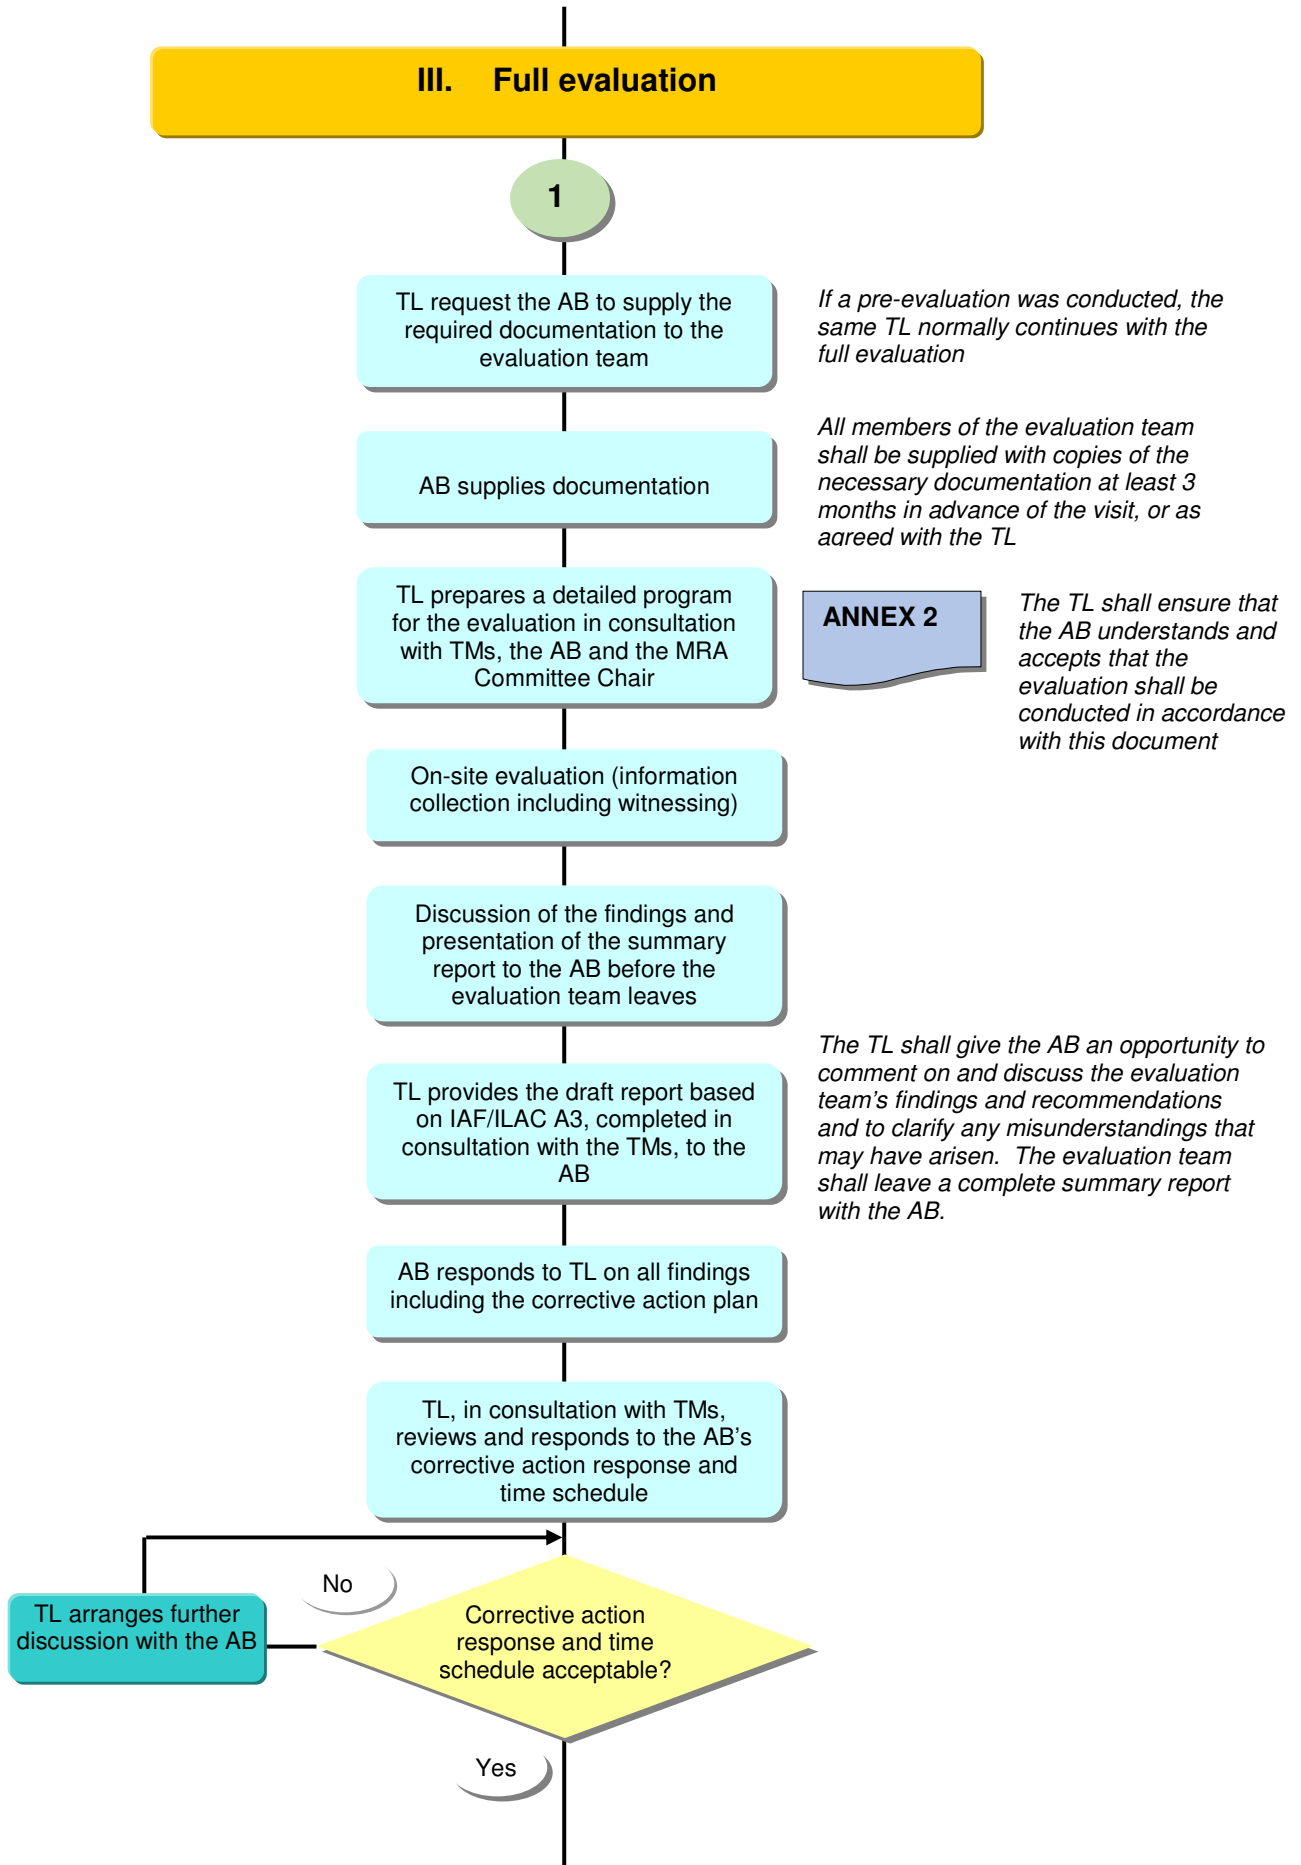 III. Full evaluation
1
TL request the AB to supply the
required documentation to the
evaluation team
If a pre-evaluation was conducted, the
same TL normally continues with the
full evaluation
AB supplies documentation
All members of the evaluation team
shall be supplied with copies of the
necessary documentation at least 3
months in advance of the visit, or as
agreed with the TL
TL prepares a detailed program
for the evaluation in consultation
with TMs, the AB and the MRA
Committee Chair
ANNEX 2
The TL shall ensure that
the AB understands and
accepts that the
evaluation shall be
conducted in accordance
with this document
On-site evaluation (information
collection including witnessing)
Discussion of the findings and
presentation of the summary
report to the AB before the
evaluation team leaves
TL provides the draft report based
on IAF/ILAC A3, completed in
consultation with the TMs, to the
AB
The TL shall give the AB an opportunity to
comment on and discuss the evaluation
team's findings and recommendations
and to clarify any misunderstandings that
may have arisen. The evaluation team
shall leave a complete summary report
with the AB.
AB responds to TL on all findings
including the corrective action plan
TL, in consultation with TMs,
reviews and responds to the AB's
corrective action response and
time schedule
No
TL arranges further
discussion with the AB
Corrective action
response and time
schedule acceptable?
Yes